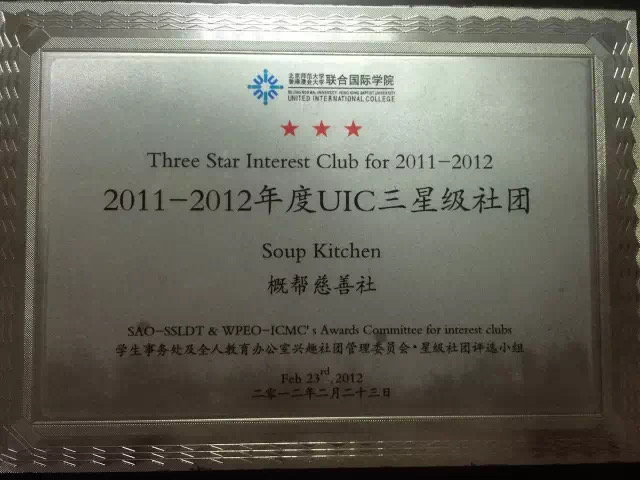 北京师范大学
香港浸会大学 联合国际学院
BEIJING NORMAL UNIVERSITY · HONG KONG BAPTIST UNIVERSITY
UNITED INTERNATIONAL COLLEGE
Three Star Interest Club for 2011-2012
2011-2012年度UIC三星级社团
Soup Kitchen
概帮慈善社
SAO-SSLDT & WPEO-ICMC's Awards Committee for interest clubs
学生事务处及全人教育办公室兴趣社团管理委员会·星级社团评选小组
Feb 23rd, 2012
二零一二年二月二十三日